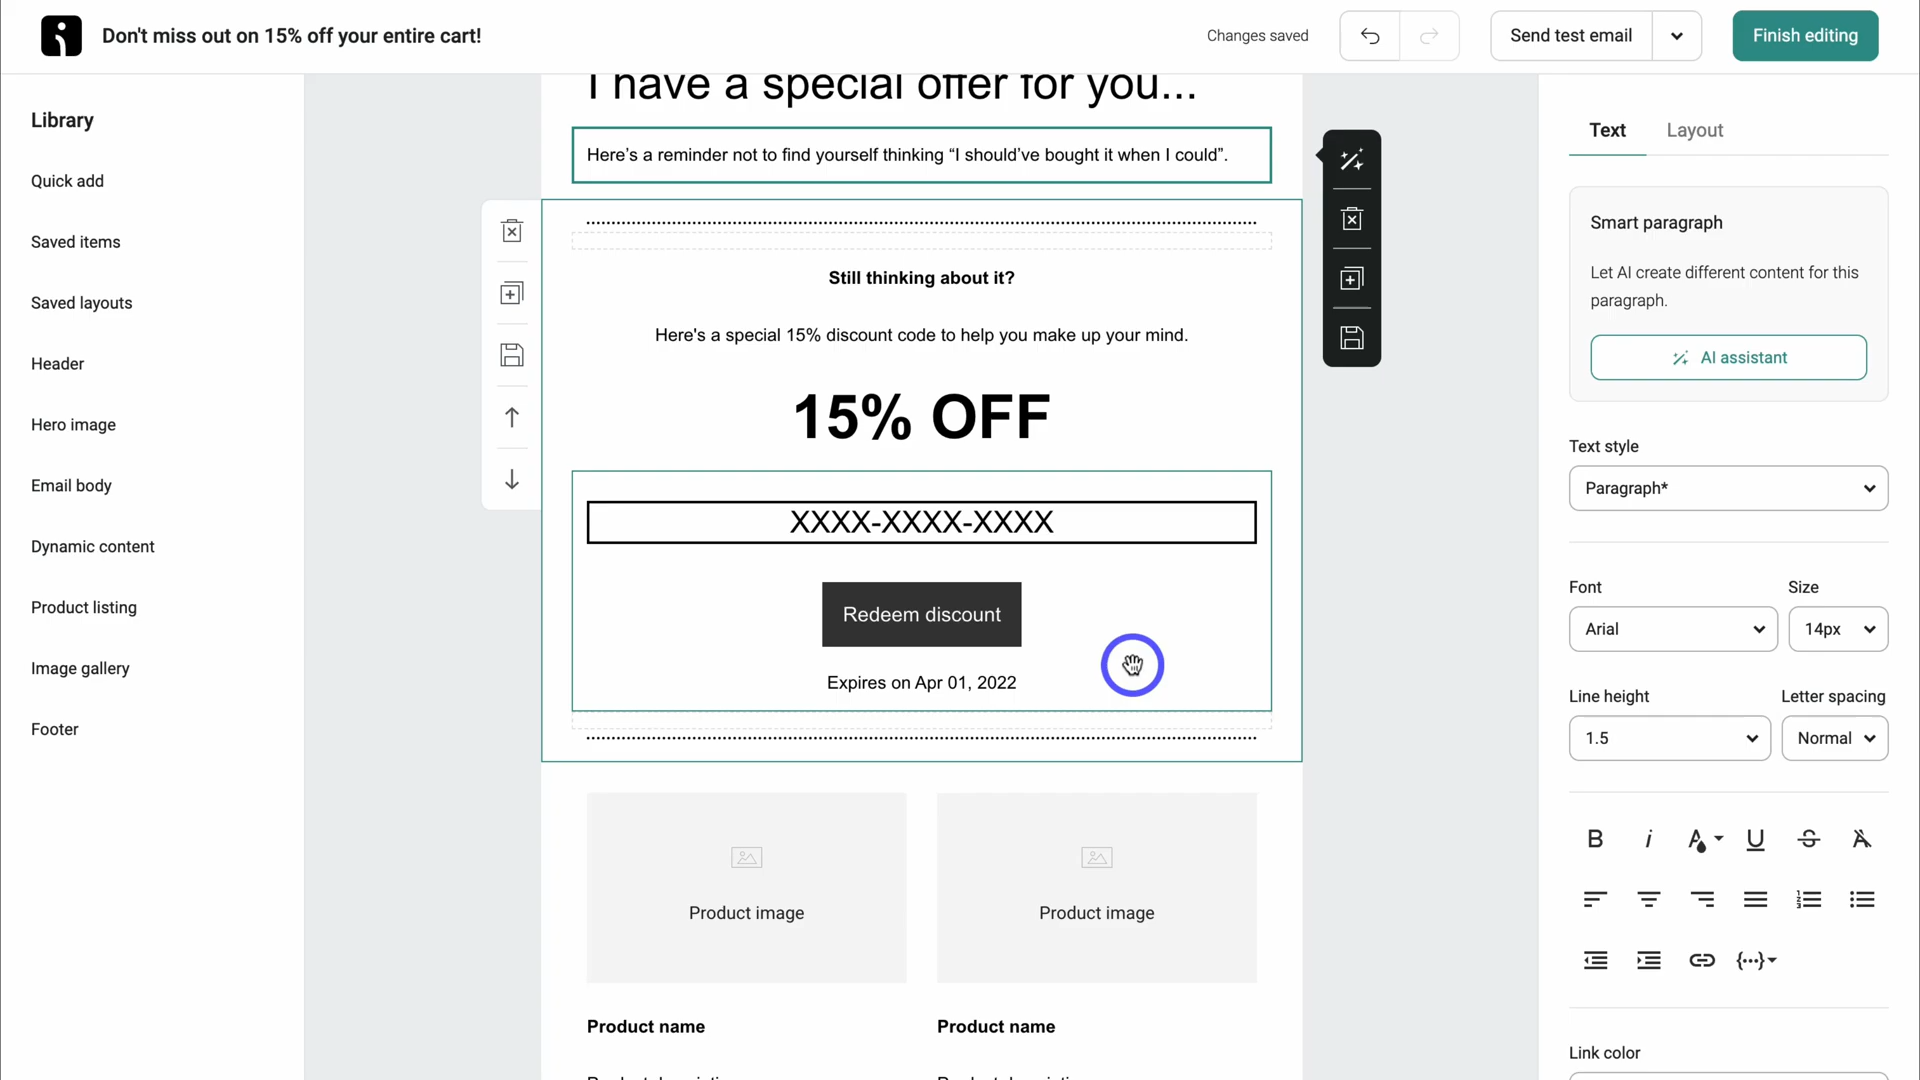 Don't miss out on 15% off your entire cart!
Changes saved
Send test email
Finish editing
Library
Quick add
Saved items
Saved layouts
Header
Hero image
Email body
Dynamic content
Product listing
Image gallery
Footer
I have a special offer for you...
Here’s a reminder not to find yourself thinking “I should’ve bought it when I could”.
Still thinking about it?
Here's a special 15% discount code to help you make up your mind.
15% OFF
XXXX-XXXX-XXXX
Redeem discount
Expires on Apr 01, 2022
Product image
Product image
Product name
Product name
Text
Layout
Smart paragraph
Let AI create different content for this
paragraph.
AI assistant
Text style
Paragraph*
Font
Size
Arial
14px
Line height
Letter spacing
1.5
Normal
Link color